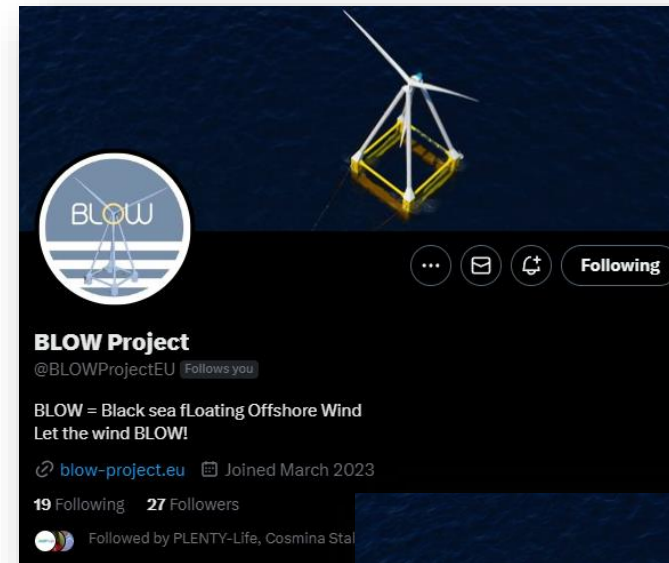 BLOW
Following
BLOW Project
@BLOWProjectEU Follows you
BLOW = Black sea fLoating Offshore Wind
Let the wind BLOW!
blow-project.eu Joined March 2023
19 Following 27 Followers
Followed by PLENTY-Life, Cosmina